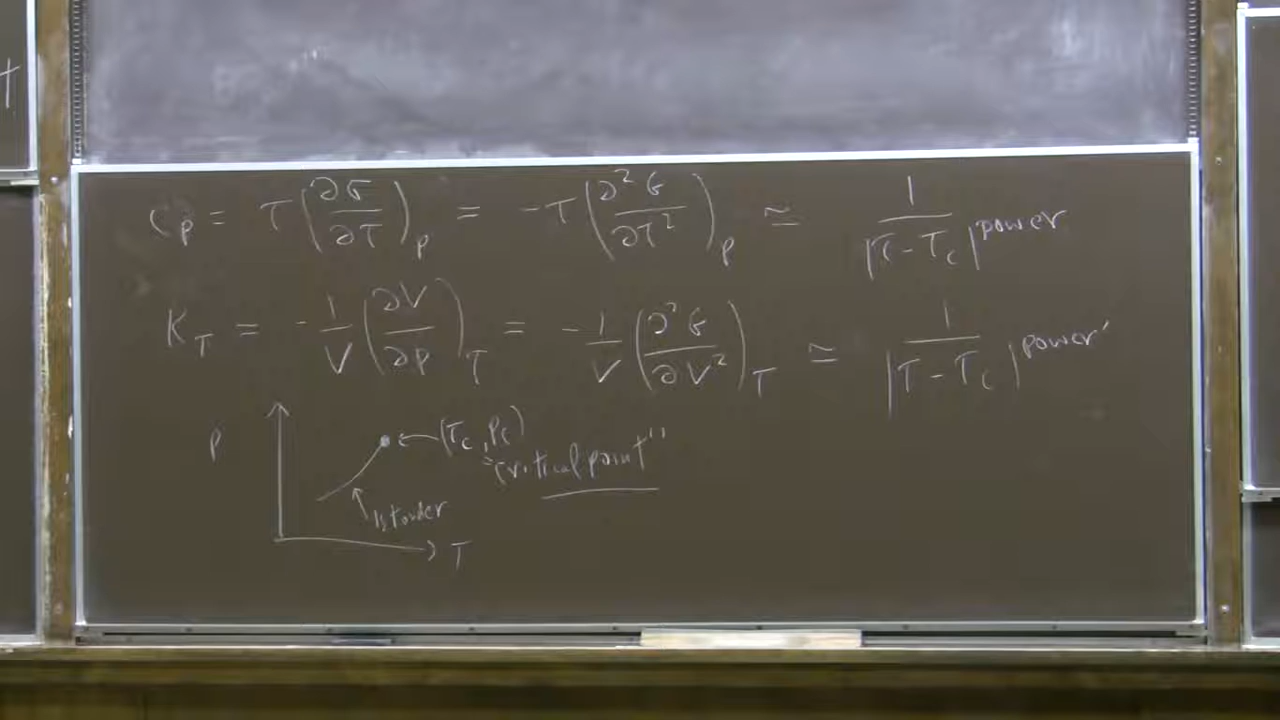 t
C_P = T (∂σ/∂T)_P = -T (∂²G/∂T²)_P ≃ 1/|T - T_c|^power
K_T = -1/V (∂V/∂P)_T = -1/V (∂²G/∂V²)_T ≃ 1/|T - T_c|^power'
P
(T_c, P_c)
"critical point"
1st order
T